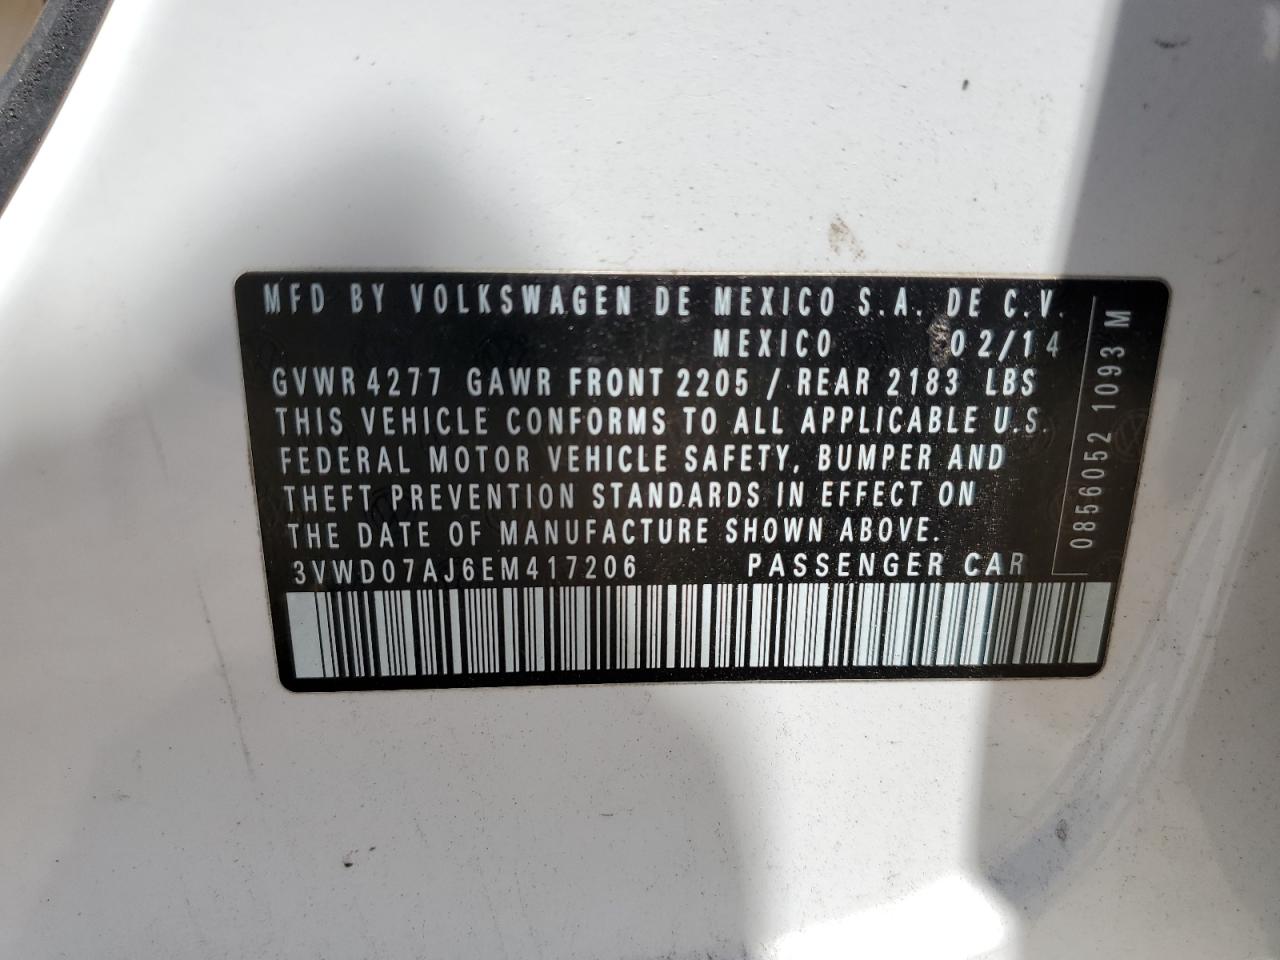 MFD BY VOLKSWAGEN DE MEXICO S.A. DE C.V.
MEXICO 02/14
GVWR 4277 GAWR FRONT 2205 / REAR 2183 LBS
THIS VEHICLE CONFORMS TO ALL APPLICABLE U.S.
FEDERAL MOTOR VEHICLE SAFETY, BUMPER AND
THEFT PREVENTION STANDARDS IN EFFECT ON
THE DATE OF MANUFACTURE SHOWN ABOVE.
3VWD07AJ6EM417206 PASSENGER CAR
0856052 1093 M